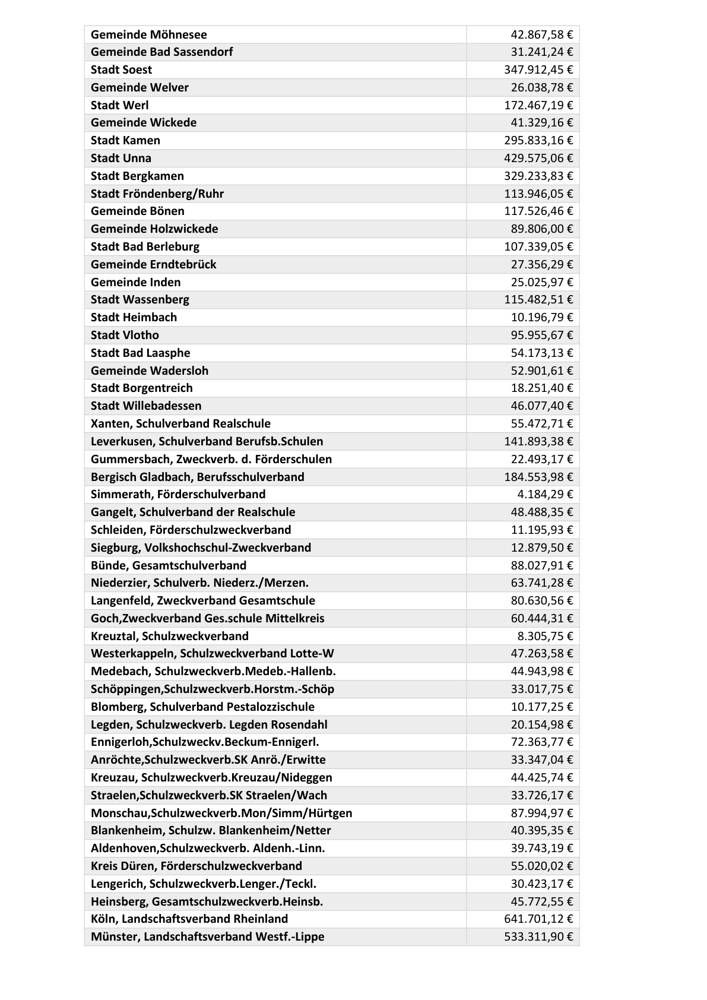 Gemeinde Möhnesee 42.867,58 €
Gemeinde Bad Sassendorf 31.241,24 €
Stadt Soest 347.912,45 €
Gemeinde Welver 26.038,78 €
Stadt Werl 172.467,19 €
Gemeinde Wickede 41.329,16 €
Stadt Kamen 295.833,16 €
Stadt Unna 429.575,06 €
Stadt Bergkamen 329.233,83 €
Stadt Fröndenberg/Ruhr 113.946,05 €
Gemeinde Bönen 117.526,46 €
Gemeinde Holzwickede 89.806,00 €
Stadt Bad Berleburg 107.339,05 €
Gemeinde Erndtebrück 27.356,29 €
Gemeinde Inden 25.025,97 €
Stadt Wassenberg 115.482,51 €
Stadt Heimbach 10.196,79 €
Stadt Vlotho 95.955,67 €
Stadt Bad Laasphe 54.173,13 €
Gemeinde Wadersloh 52.901,61 €
Stadt Borgentreich 18.251,40 €
Stadt Willebadessen 46.077,40 €
Xanten, Schulverband Realschule 55.472,71 €
Leverkusen, Schulverband Berufsb.Schulen 141.893,38 €
Gummersbach, Zweckverb. d. Förderschulen 22.493,17 €
Bergisch Gladbach, Berufsschulverband 184.553,98 €
Simmerath, Förderschulverband 4.184,29 €
Gangelt, Schulverband der Realschule 48.488,35 €
Schleiden, Förderschulzweckverband 11.195,93 €
Siegburg, Volkshochschul-Zweckverband 12.879,50 €
Bünde, Gesamtschulverband 88.027,91 €
Niederzier, Schulverb. Niederz./Merzen. 63.741,28 €
Langenfeld, Zweckverband Gesamtschule 80.630,56 €
Goch,Zweckverband Ges.schule Mittelkreis 60.444,31 €
Kreuztal, Schulzweckverband 8.305,75 €
Westerkappeln, Schulzweckverband Lotte-W 47.263,58 €
Medebach, Schulzweckverb.Medeb.-Hallenb. 44.943,98 €
Schöppingen,Schulzweckverb.Horstm.-Schöp 33.017,75 €
Blomberg, Schulverband Pestalozzischule 10.177,25 €
Legden, Schulzweckverb. Legden Rosendahl 20.154,98 €
Ennigerloh,Schulzweckv.Beckum-Ennigerl. 72.363,77 €
Anröchte,Schulzweckverb.SK Anrö./Erwitte 33.347,04 €
Kreuzau, Schulzweckverb.Kreuzau/Nideggen 44.425,74 €
Straelen,Schulzweckverb.SK Straelen/Wach 33.726,17 €
Monschau,Schulzweckverb.Mon/Simm/Hürtgen 87.994,97 €
Blankenheim, Schulzw. Blankenheim/Netter 40.395,35 €
Aldenhoven,Schulzweckverb. Aldenh.-Linn. 39.743,19 €
Kreis Düren, Förderschulzweckverband 55.020,02 €
Lengerich, Schulzweckverb.Lenger./Teckl. 30.423,17 €
Heinsberg, Gesamtschulzweckverb.Heinsb. 45.772,55 €
Köln, Landschaftsverband Rheinland 641.701,12 €
Münster, Landschaftsverband Westf.-Lippe 533.311,90 €